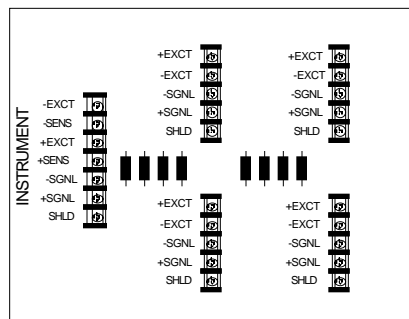 INSTRUMENT
-EXCT
-SENS
+EXCT
+SENS
-SGNL
+SGNL
SHLD
+EXCT
-EXCT
-SGNL
+SGNL
SHLD
+EXCT
-EXCT
-SGNL
+SGNL
SHLD
+EXCT
-EXCT
-SGNL
+SGNL
SHLD
+EXCT
-EXCT
-SGNL
+SGNL
SHLD